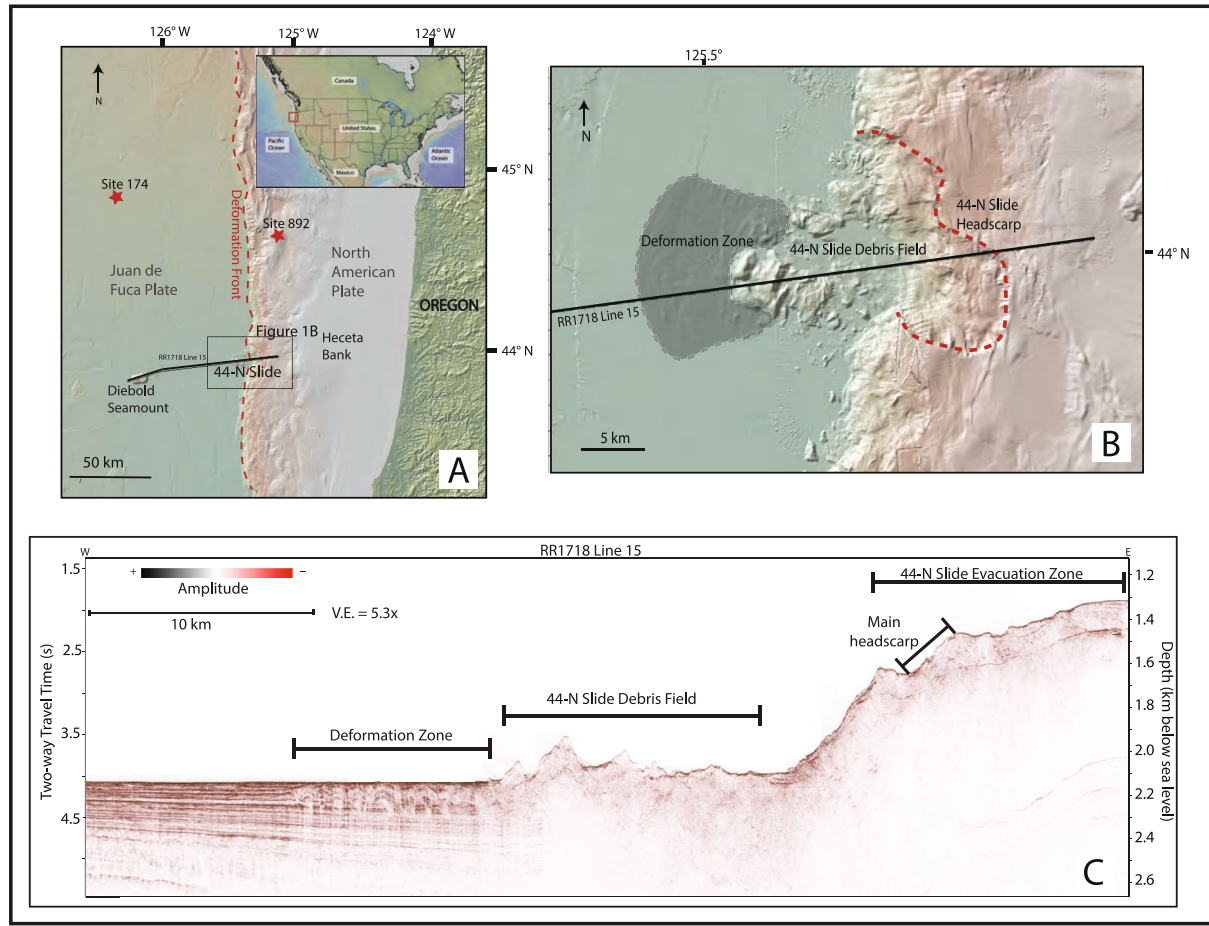 126° W
125° W
124° W
N
Canada
United States
Pacific
Ocean
Atlantic
Ocean
Mexico
45° N
Site 174
Deformation Front
Site 892
Juan de
Fuca Plate
North
American
Plate
OREGON
Figure 1B
Heceta
Bank
44° N
RR1718 Line 15
44-N Slide
Diebold
Seamount
50 km
A
125.5°
N
44-N Slide
Headscarp
Deformation Zone
44-N Slide Debris Field
44° N
RR1718 Line 15
5 km
B
W
RR1718 Line 15
E
1.5
2.5
3.5
4.5
Two-way Travel Time (s)
+
−
Amplitude
10 km
V.E. = 5.3x
44-N Slide Evacuation Zone
Main
headscarp
44-N Slide Debris Field
Deformation Zone
1.2
1.4
1.6
1.8
2.0
2.2
2.4
2.6
Depth (km below sea level)
C